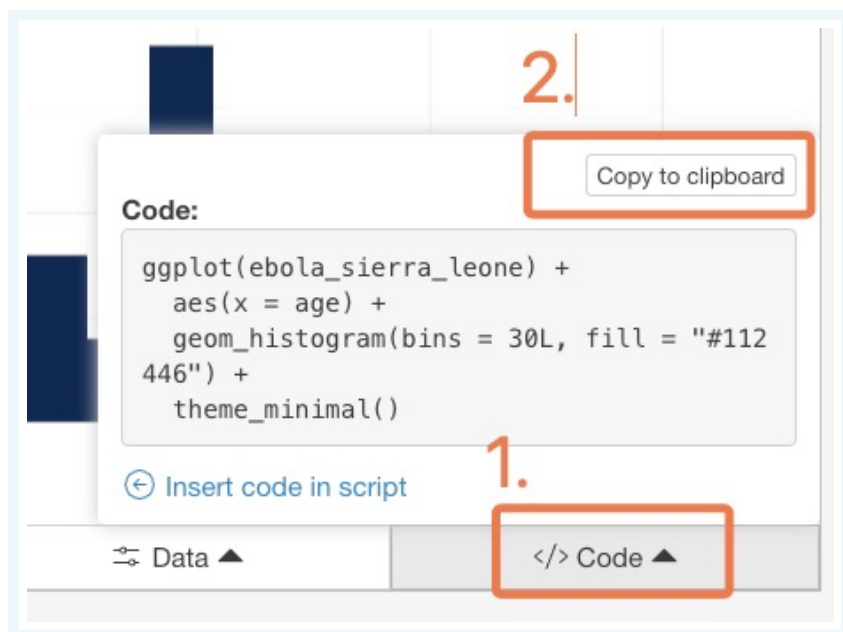 2.
Copy to clipboard
Code:
ggplot(ebola_sierra_leone) +
  aes(x = age) +
  geom_histogram(bins = 30L, fill = "#112
446") +
  theme_minimal()
1.
Insert code in script
Data
</> Code